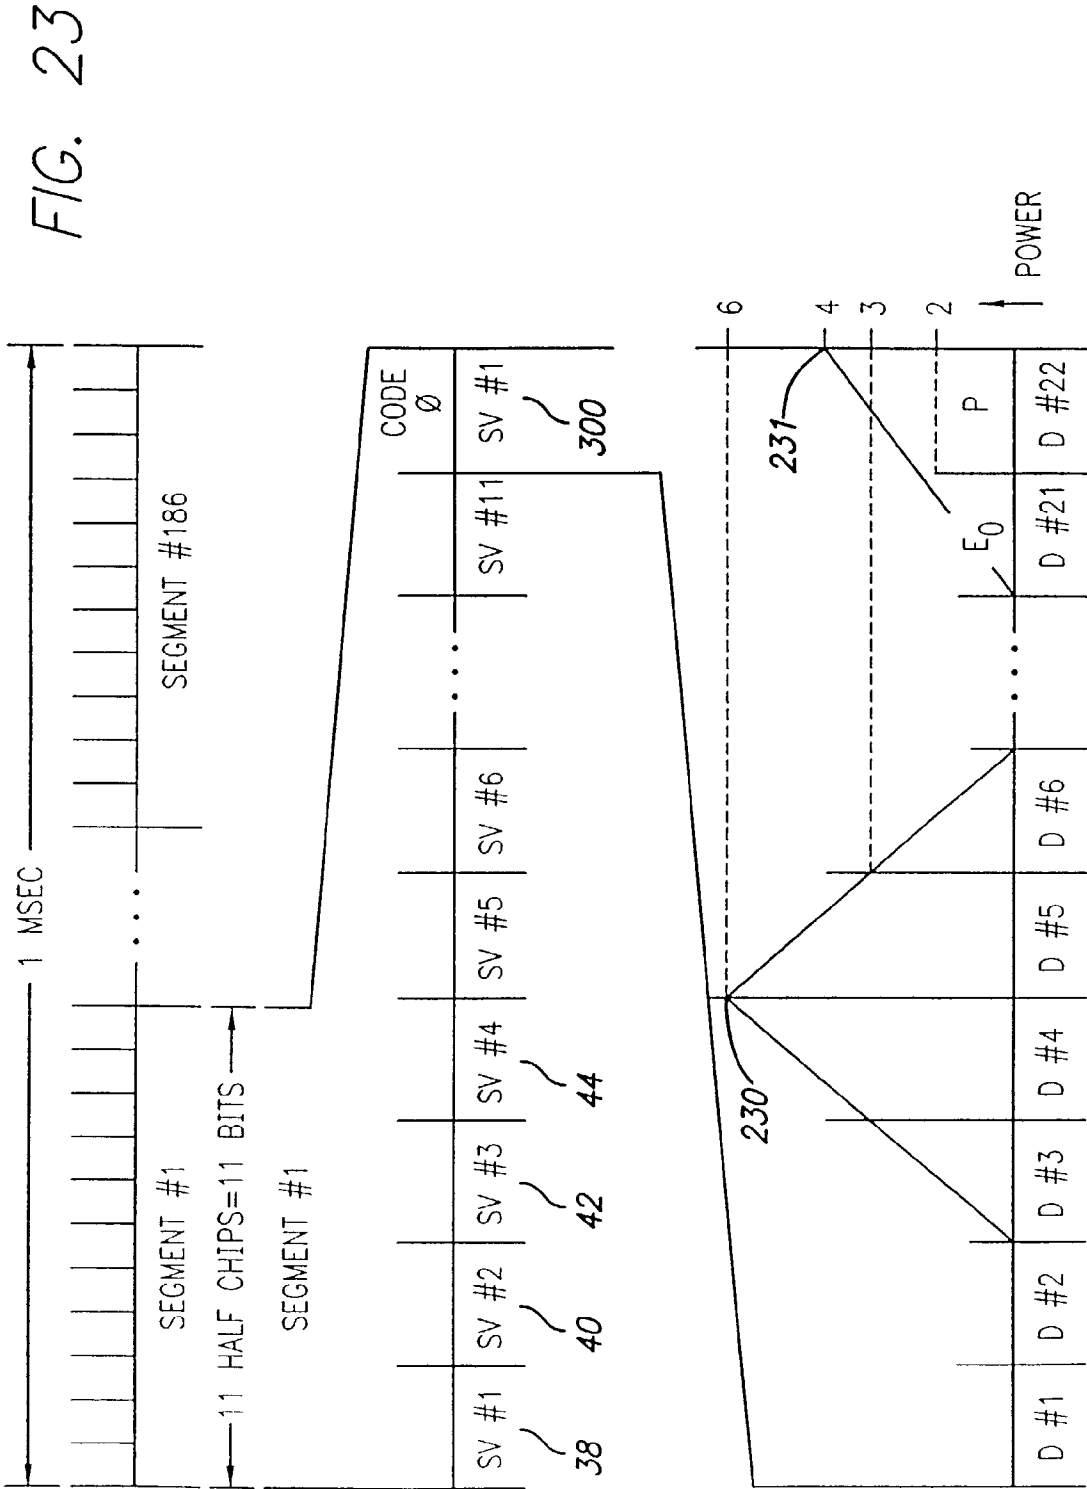 FIG. 23
1 MSEC
SEGMENT #1
SEGMENT #186
11 HALF CHIPS=11 BITS
SEGMENT #1
CODE
Ø
SV #1
SV #2
SV #3
SV #4
SV #5
SV #6
SV #11
SV #1
38
40
42
44
300
230
231
6
4
3
2
POWER
E0
P
D #1
D #2
D #3
D #4
D #5
D #6
D #21
D #22